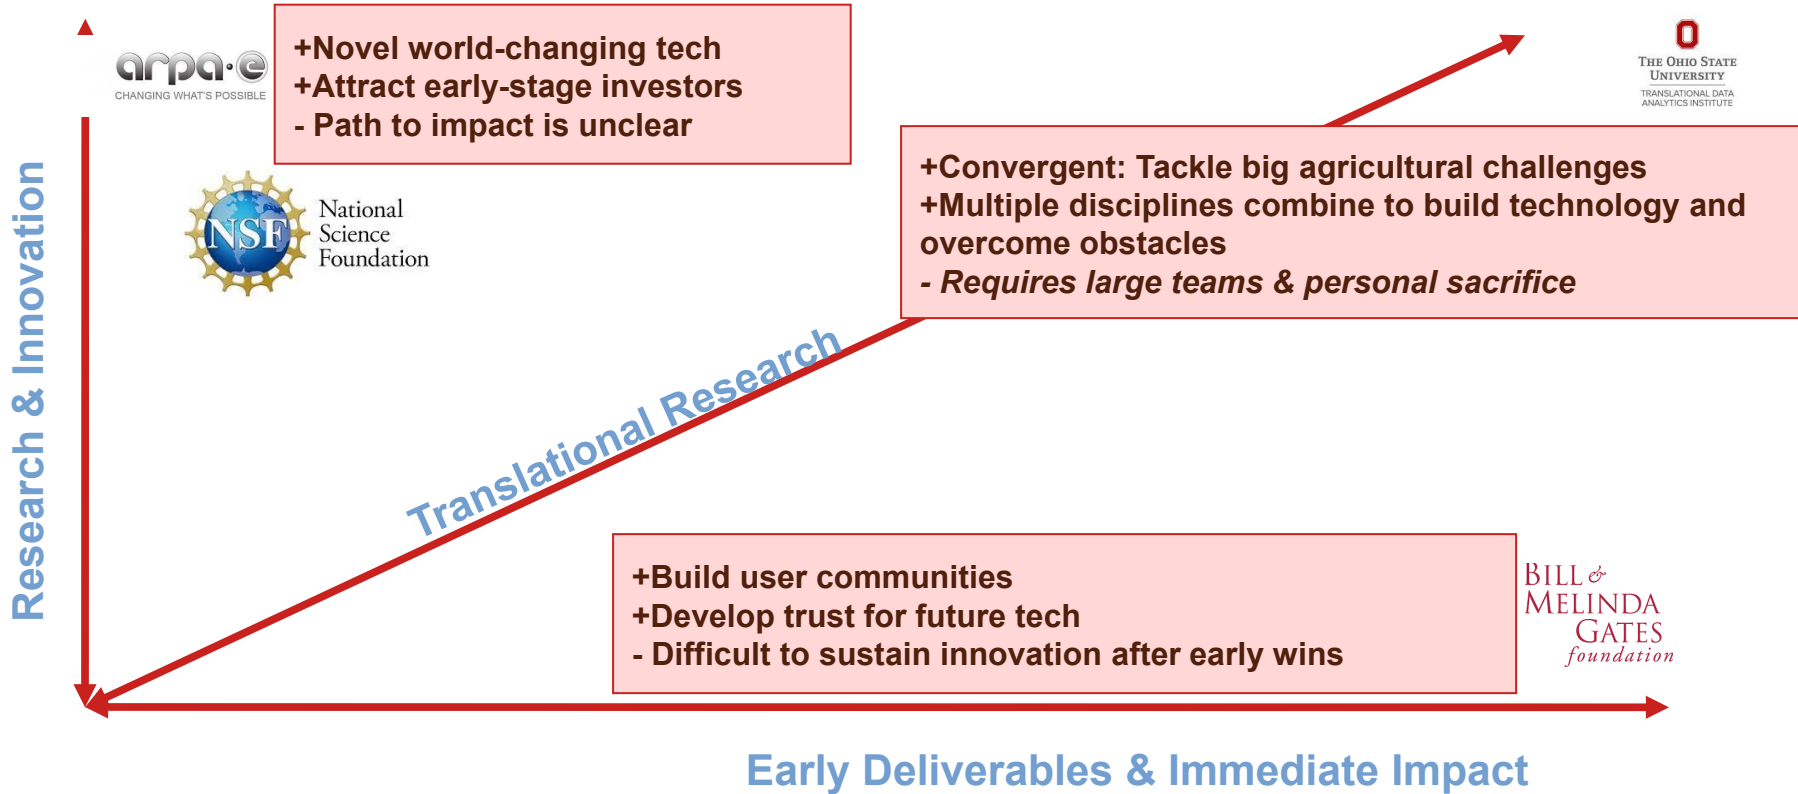 arpa·e
CHANGING WHAT'S POSSIBLE
+Novel world-changing tech
+Attract early-stage investors
- Path to impact is unclear
THE OHIO STATE
UNIVERSITY
TRANSLATIONAL DATA
ANALYTICS INSTITUTE
NSF
National
Science
Foundation
+Convergent: Tackle big agricultural challenges
+Multiple disciplines combine to build technology and
overcome obstacles
- Requires large teams & personal sacrifice
Research & Innovation
Translational Research
+Build user communities
+Develop trust for future tech
- Difficult to sustain innovation after early wins
BILL &
MELINDA
GATES
foundation
Early Deliverables & Immediate Impact